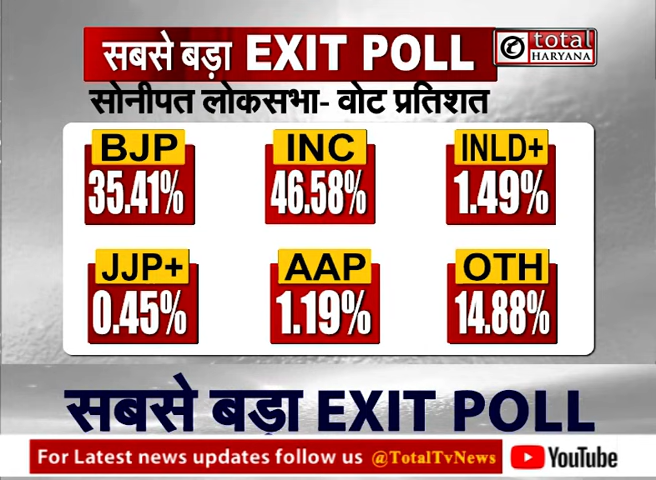 सबसे बड़ा EXIT POLL
total
HARYANA
सोनीपत लोकसभा- वोट प्रतिशत
BJP INC INLD+
35.41% 46.58% 1.49%
JJP+ AAP OTH
0.45% 1.19% 14.88%
सबसे बड़ा EXIT POLL
For Latest news updates follow us @TotalTvNews YouTube